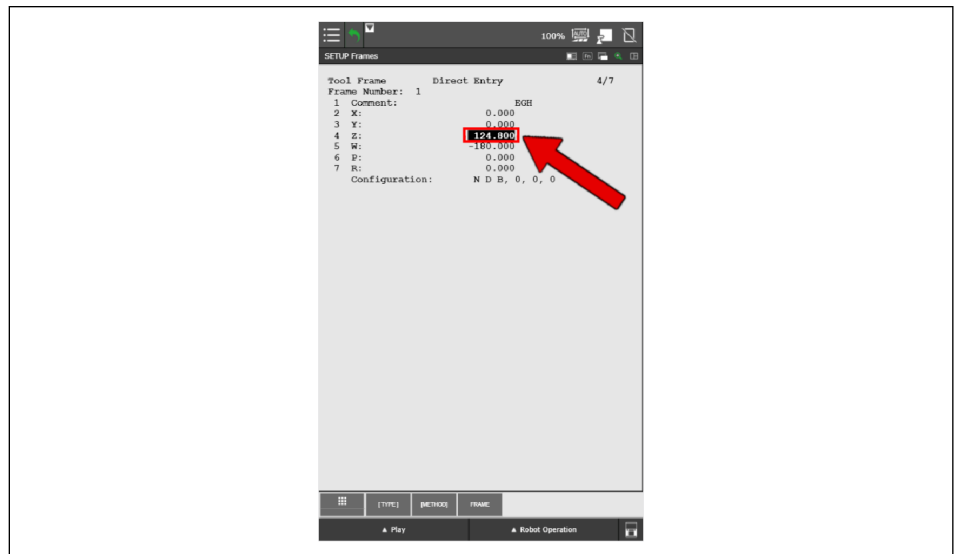 100%
SETUP Frames
Tool Frame Direct Entry 4/7
Frame Number: 1
1 Comment: EGH
2 X: 0.000
3 Y: 0.000
4 Z: 124.800
5 W: -180.000
6 P: 0.000
7 R: 0.000
Configuration: N D B, 0, 0, 0
[TYPE] [METHOD] FRAME
▲ Play ▲ Robot Operation